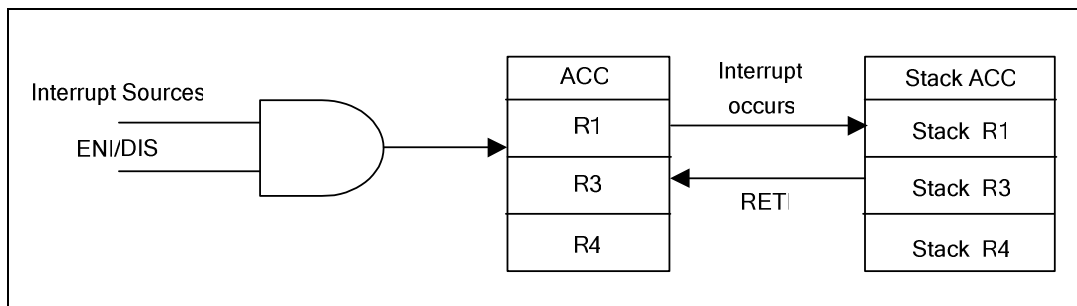 Interrupt Sources
ENI/DIS
ACC
R1
R3
R4
Interrupt
occurs
RETI
Stack ACC
Stack R1
Stack R3
Stack R4